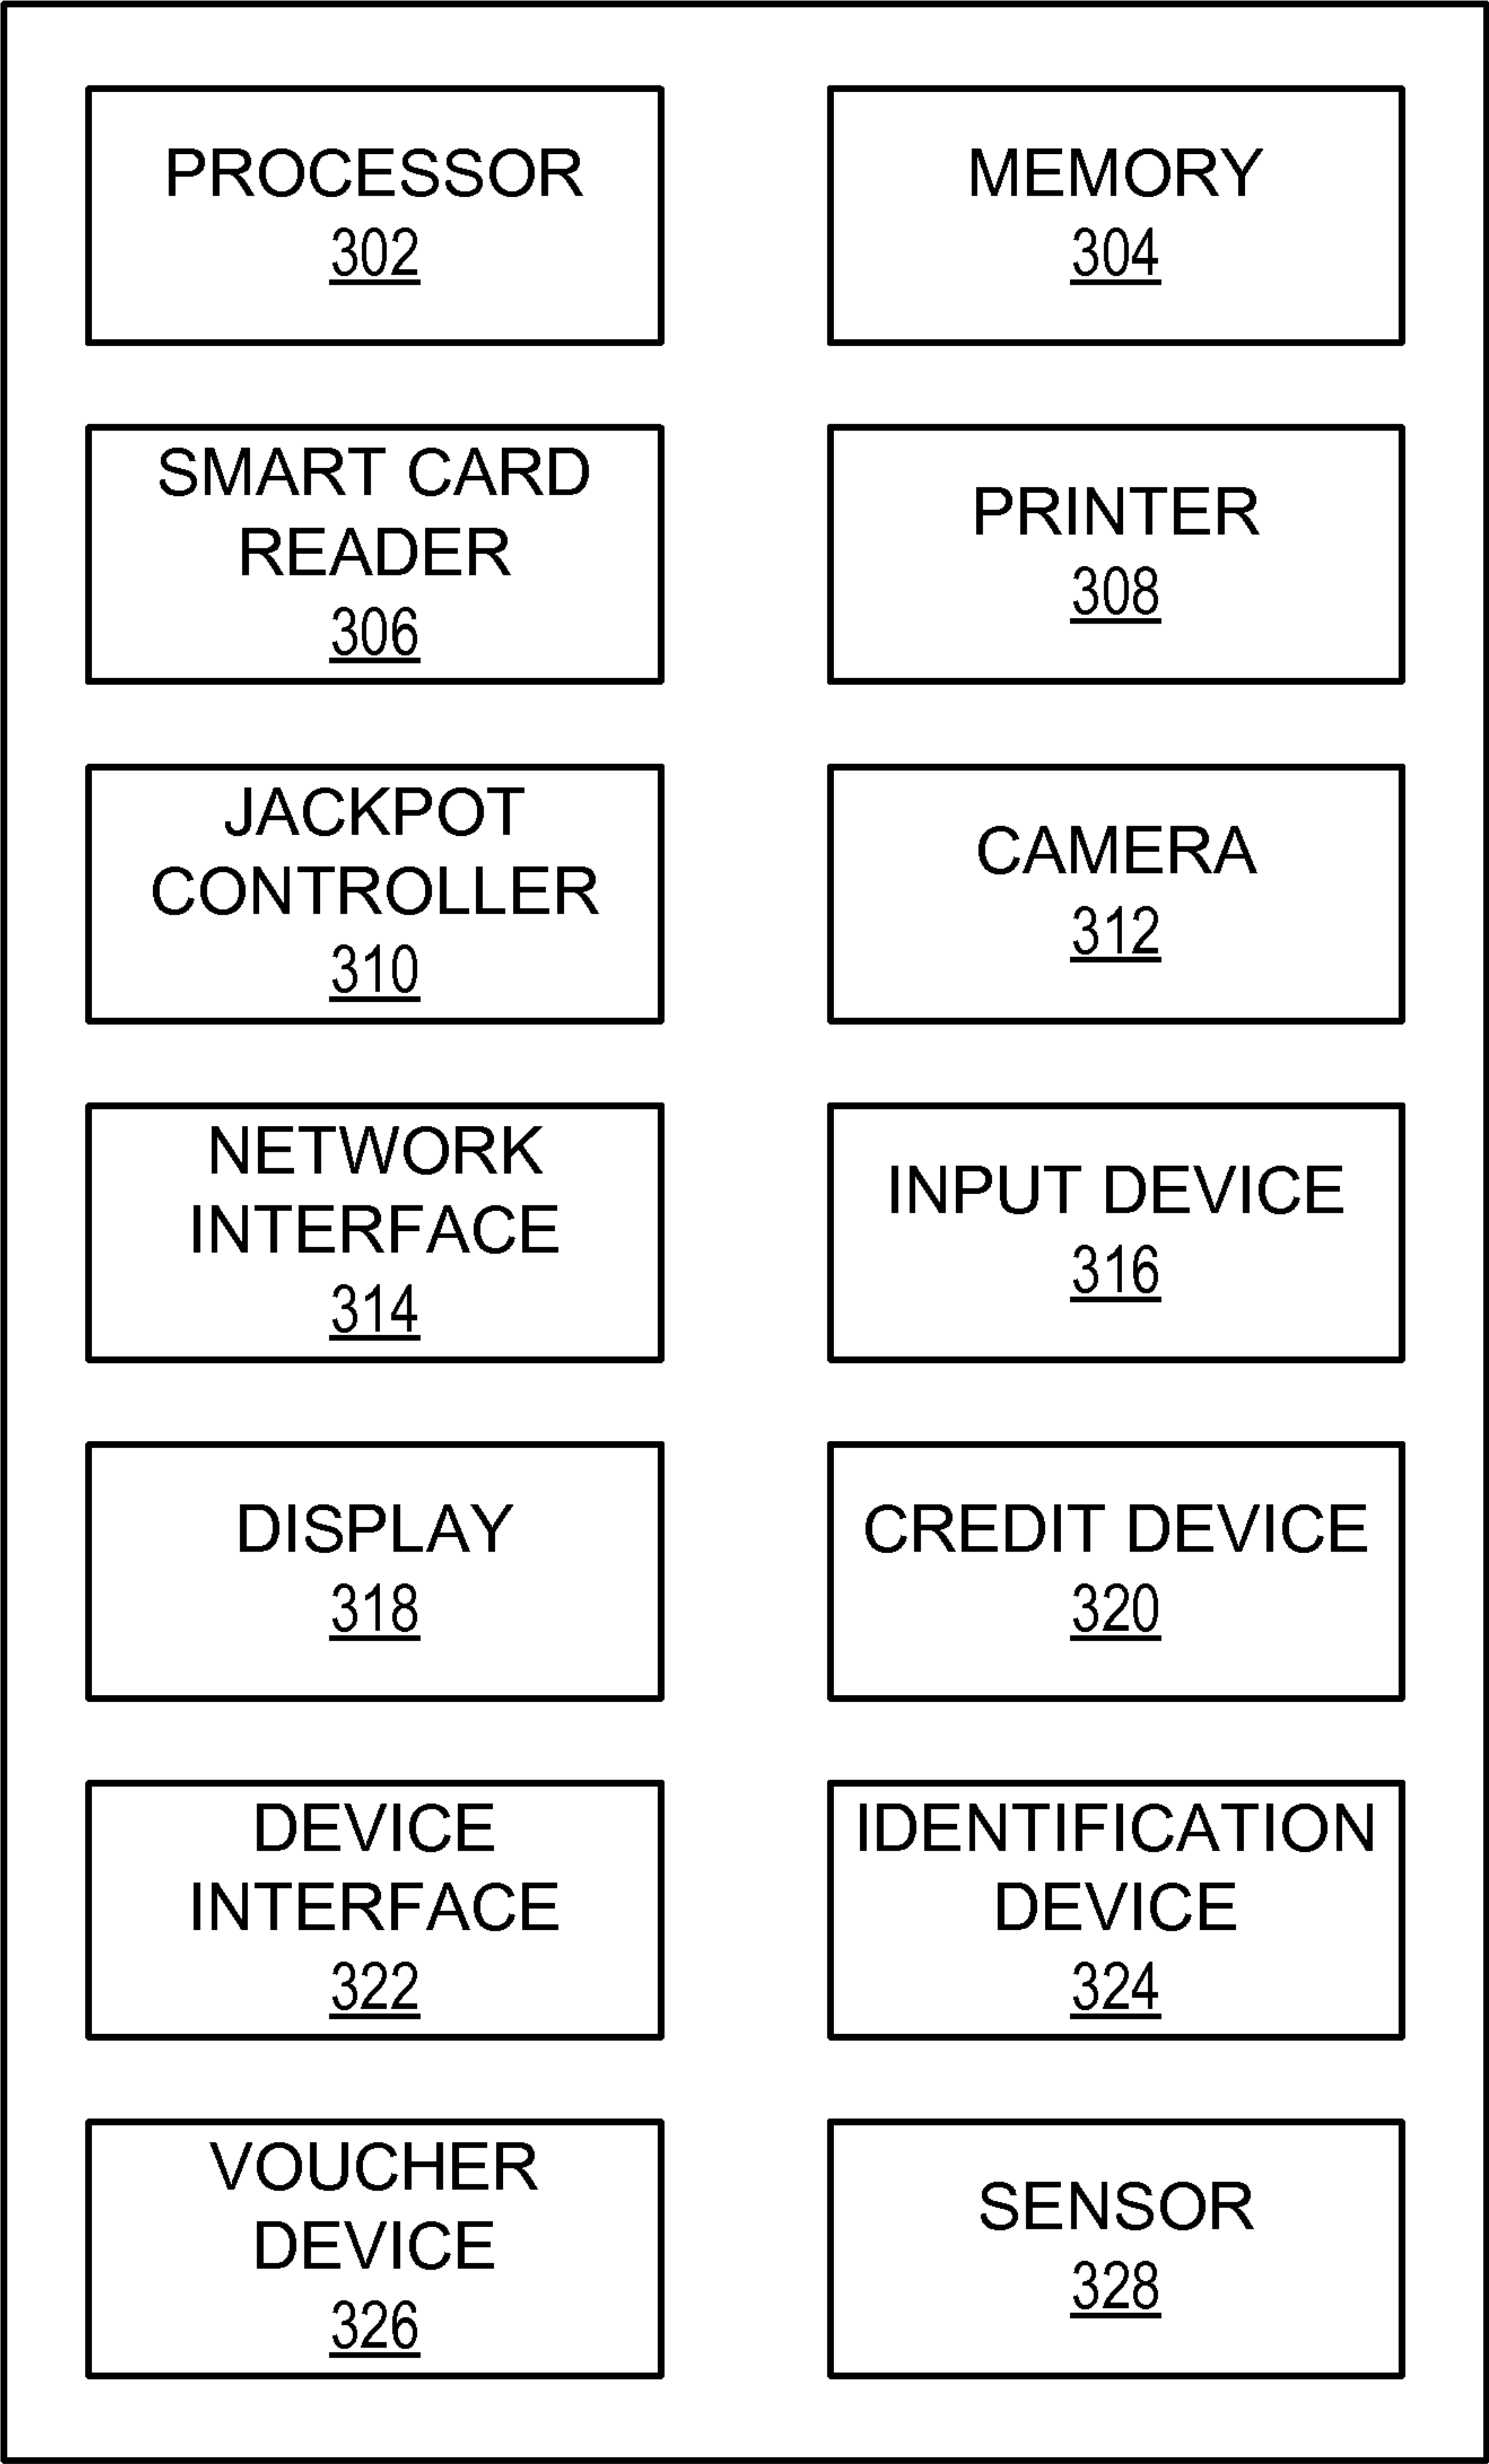 PROCESSOR
302
MEMORY
304
SMART CARD
READER
306
PRINTER
308
JACKPOT
CONTROLLER
310
CAMERA
312
NETWORK
INTERFACE
314
INPUT DEVICE
316
DISPLAY
318
CREDIT DEVICE
320
DEVICE
INTERFACE
322
IDENTIFICATION
DEVICE
324
VOUCHER
DEVICE
326
SENSOR
328